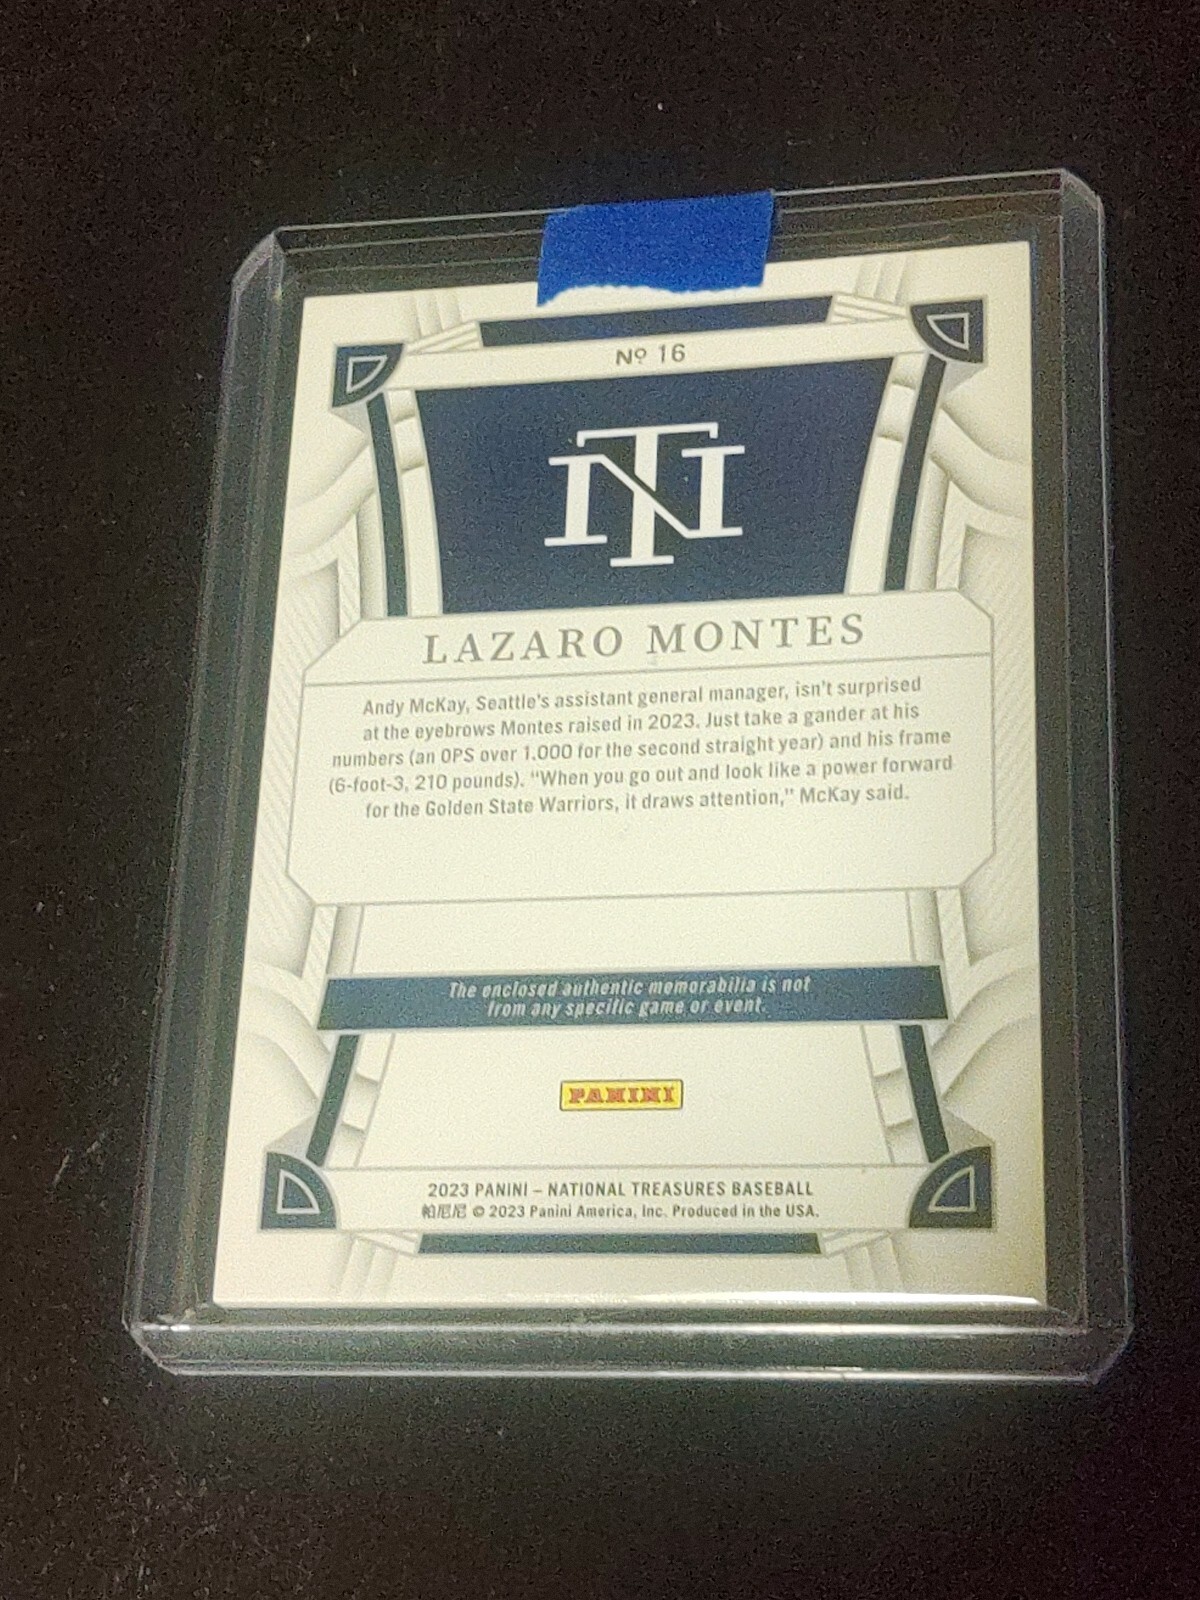 Nº 16
NT
LAZARO MONTES
Andy McKay, Seattle's assistant general manager, isn't surprised
at the eyebrows Montes raised in 2023. Just take a gander at his
numbers (an OPS over 1.000 for the second straight year) and his frame
(6-foot-3, 210 pounds). "When you go out and look like a power forward
for the Golden State Warriors, it draws attention," McKay said.
The enclosed authentic memorabilia is not
from any specific game or event.
PANINI
2023 PANINI – NATIONAL TREASURES BASEBALL
帕尼尼 © 2023 Panini America, Inc. Produced in the USA.